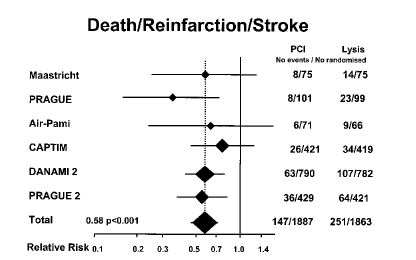 Death/Reinfarction/Stroke
PCI Lysis
No events / No randomised
Maastricht 8/75 14/75
PRAGUE 8/101 23/99
Air-Pami 6/71 9/66
CAPTIM 26/421 34/419
DANAMI 2 63/790 107/782
PRAGUE 2 36/429 64/421
Total 0.58 p<0.001 147/1887 251/1863
Relative Risk 0.1 0.2 0.3 0.5 0.7 1.0 1.4